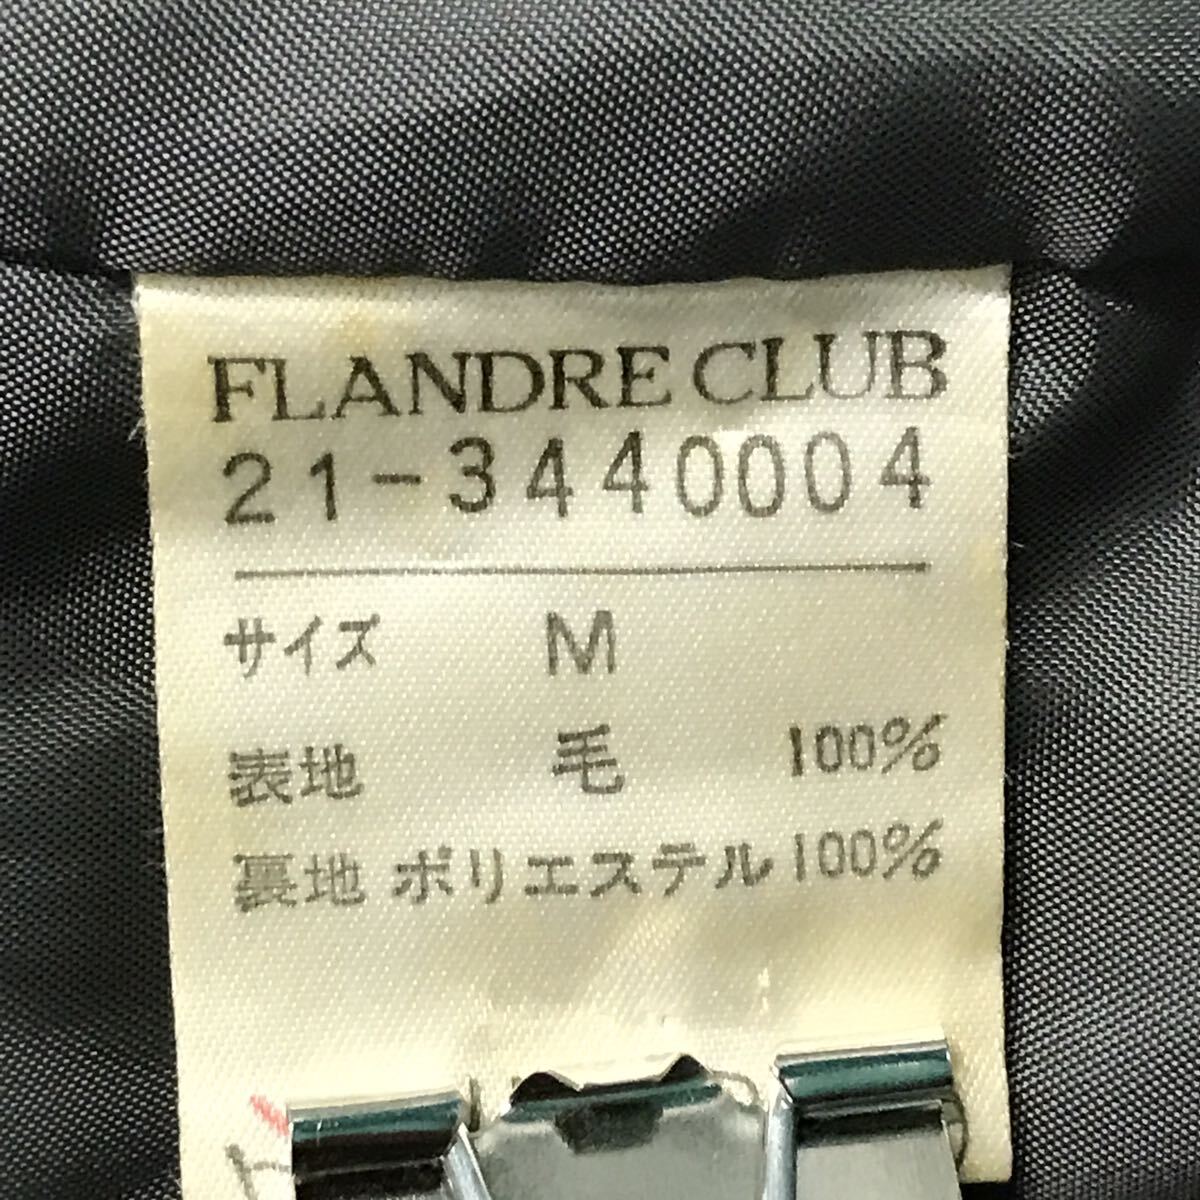 FLANDRE CLUB
21-3440004
サイズ M
表地 毛 100%
裏地 ポリエステル 100%